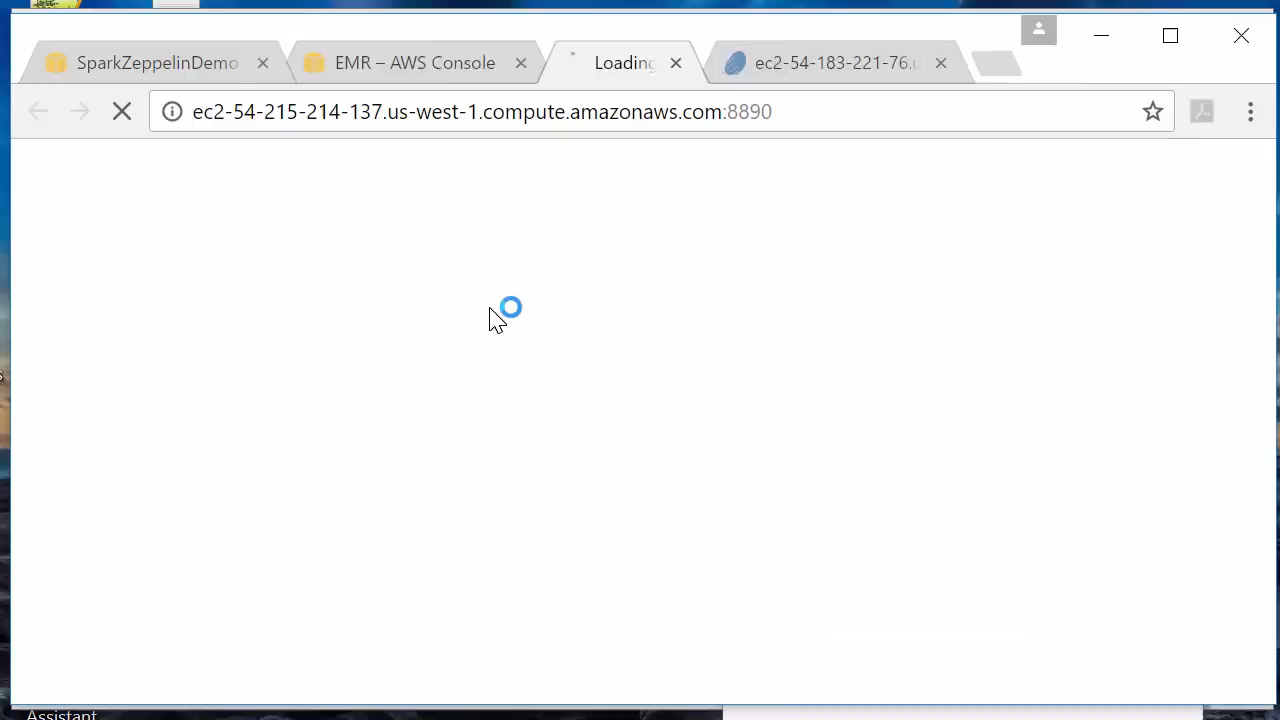 SparkZeppelinDemo
EMR – AWS Console
Loading
ec2-54-183-221-76.u
ec2-54-215-214-137.us-west-1.compute.amazonaws.com:8890
s
Assistant